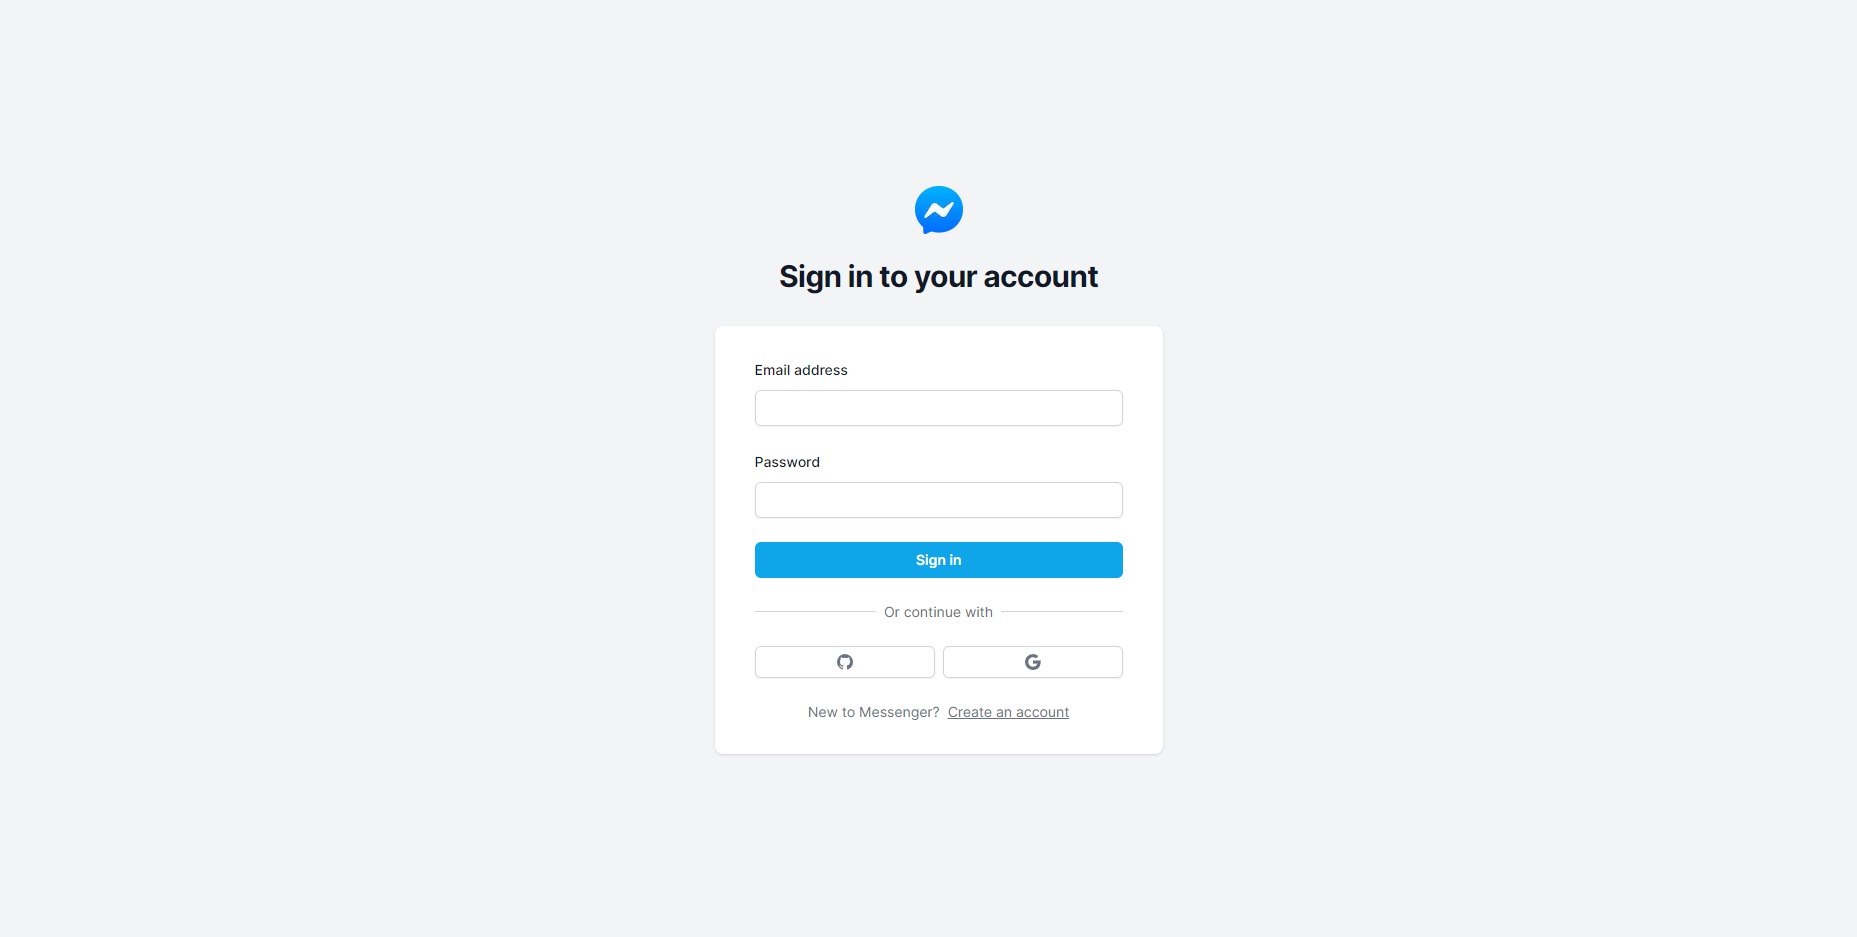 Sign in to your account
Email address
Password
Sign in
Or continue with
New to Messenger? Create an account